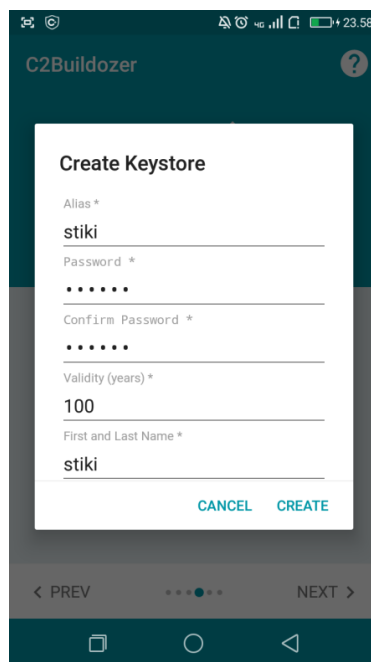 4G 23.58
C2Buildozer ?
Create Keystore
Alias *
stiki
Password *
••••••
Confirm Password *
••••••
Validity (years) *
100
First and Last Name *
stiki
CANCEL CREATE
< PREV NEXT >